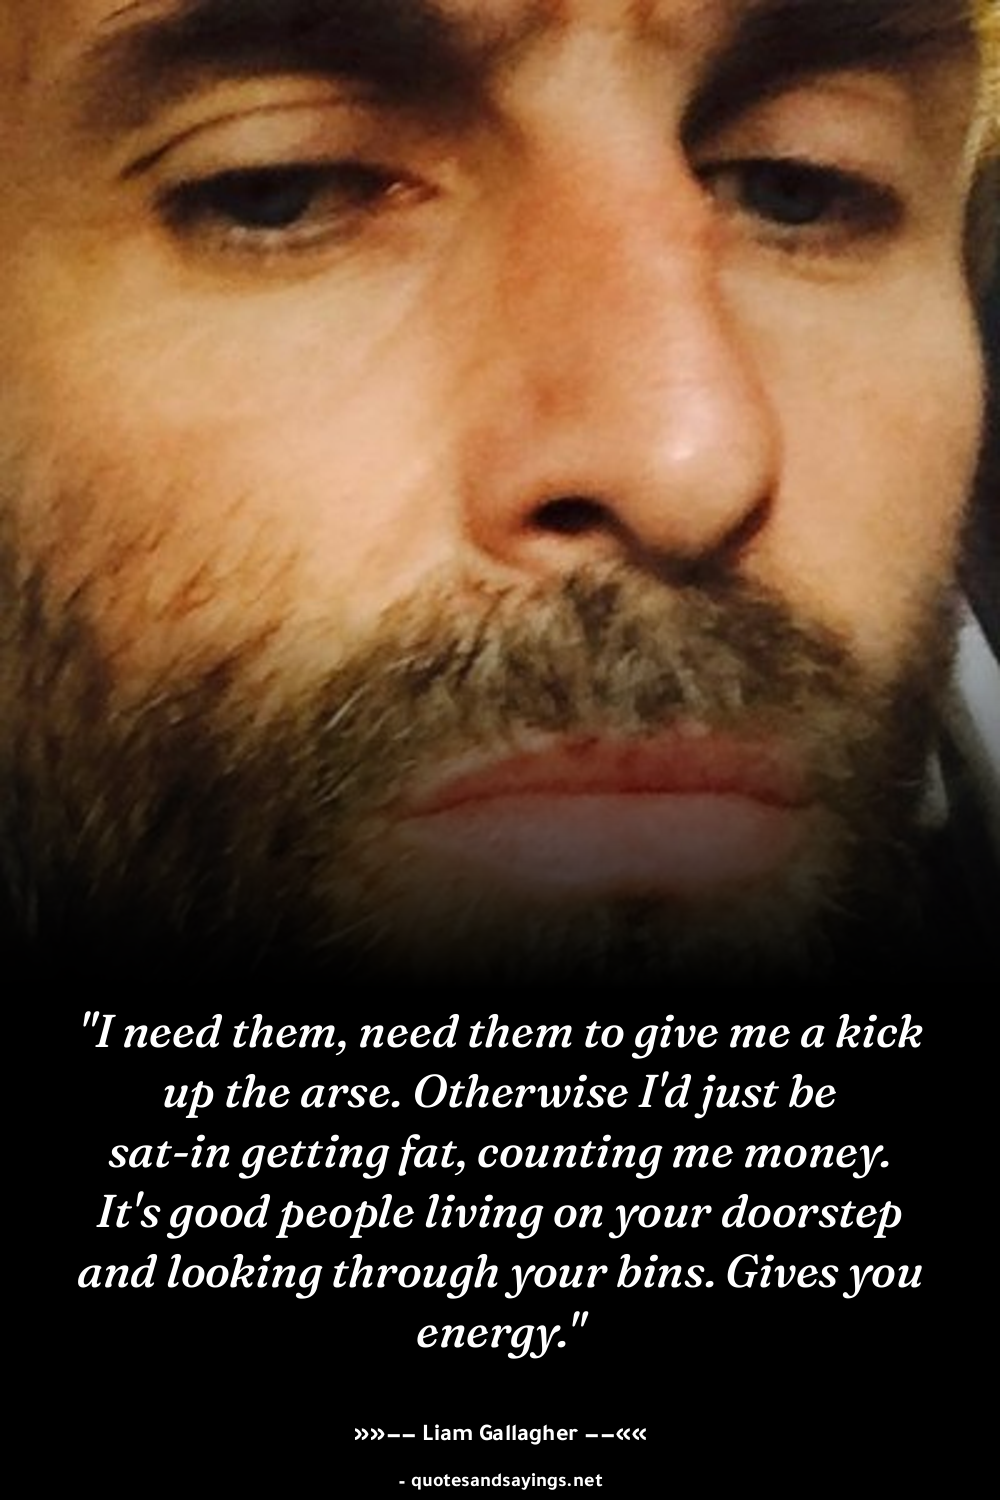 "I need them, need them to give me a kick
up the arse. Otherwise I'd just be
sat-in getting fat, counting me money.
It's good people living on your doorstep
and looking through your bins. Gives you
energy."
»»–– Liam Gallagher ––««
- quotesandsayings.net